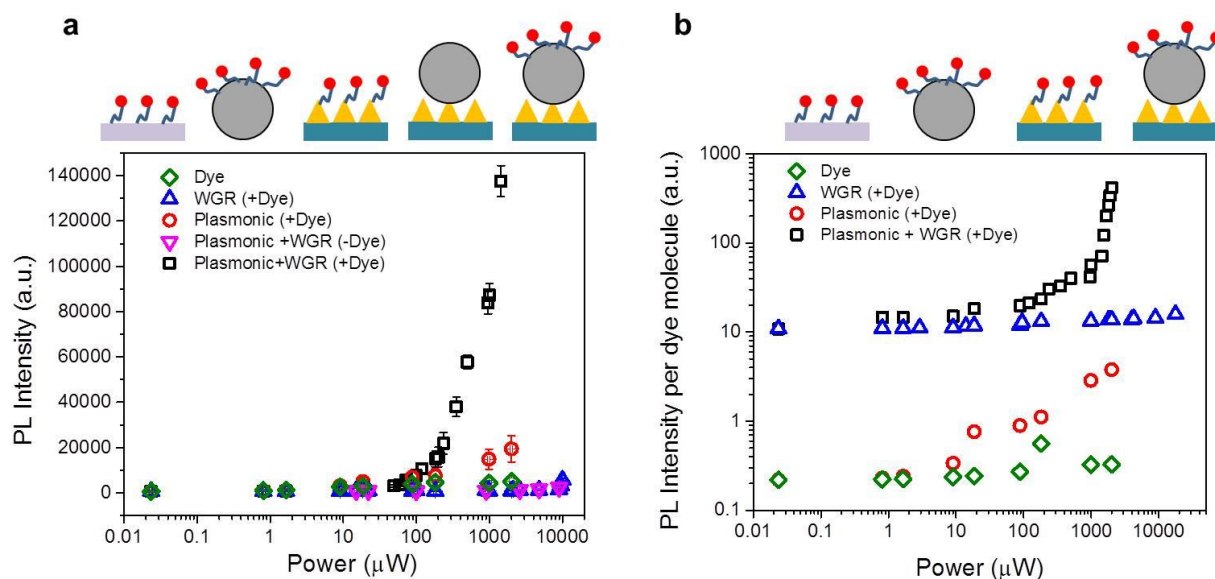 a
140000
120000
100000
80000
60000
40000
20000
0
PL Intensity (a.u.)
Dye
WGR (+Dye)
Plasmonic (+Dye)
Plasmonic +WGR (-Dye)
Plasmonic+WGR (+Dye)
0.01 0.1 1 10 100 1000 10000
Power (μW)
b
1000
100
10
1
0.1
PL Intensity per dye molecule (a.u.)
Dye
WGR (+Dye)
Plasmonic (+Dye)
Plasmonic + WGR (+Dye)
0.01 0.1 1 10 100 1000 10000
Power (μW)